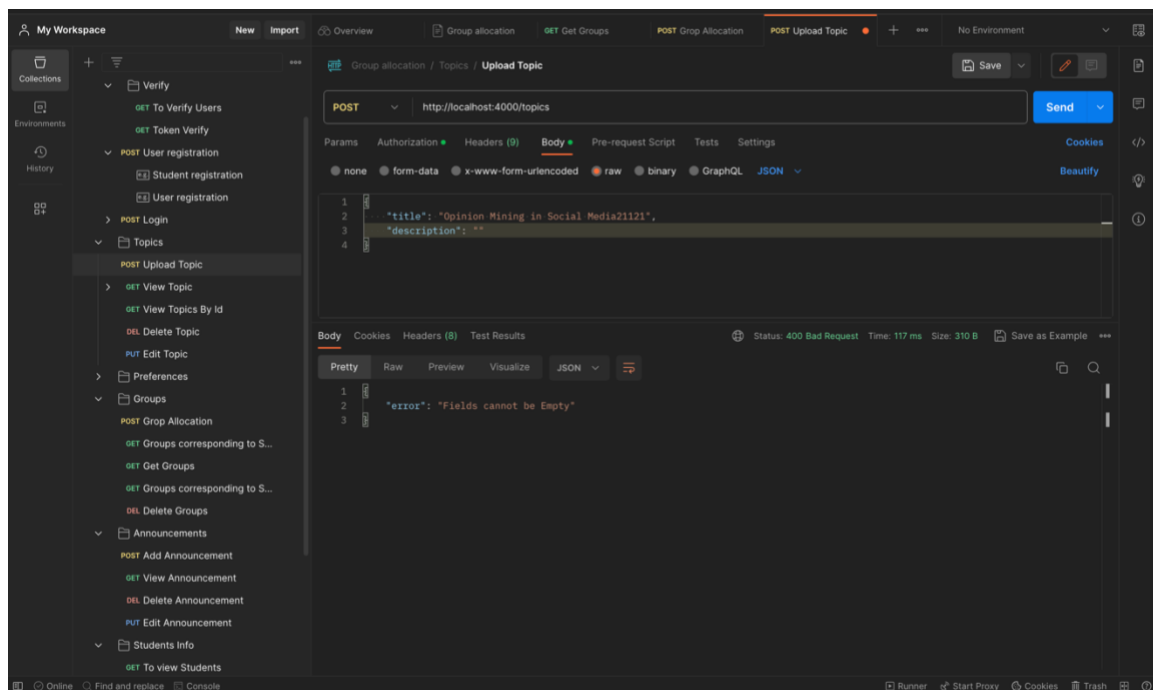 My Workspace New Import Overview Group allocation GET Get Groups POST Grop Allocation POST Upload Topic No Environment
Collections
Environments
History
Verify
GET To Verify Users
GET Token Verify
POST User registration
e.g. Student registration
e.g. User registration
POST Login
Topics
POST Upload Topic
GET View Topic
GET View Topics By Id
DEL Delete Topic
PUT Edit Topic
Preferences
Groups
POST Grop Allocation
GET Groups corresponding to S...
GET Get Groups
GET Groups corresponding to S...
DEL Delete Groups
Announcements
POST Add Announcement
GET View Announcement
DEL Delete Announcement
PUT Edit Announcement
Students Info
GET To view Students
Group allocation / Topics / Upload Topic Save
POST http://localhost:4000/topics Send
Params Authorization Headers (9) Body Pre-request Script Tests Settings Cookies
none form-data x-www-form-urlencoded raw binary GraphQL JSON Beautify
1 {
2 "title": "Opinion Mining in Social Media21121",
3 "description": ""
4 }
Body Cookies Headers (8) Test Results Status: 400 Bad Request Time: 117 ms Size: 310 B Save as Example
Pretty Raw Preview Visualize JSON
1 {
2 "error": "Fields cannot be Empty"
3 }
Online Find and replace Console Runner Start Proxy Cookies Trash